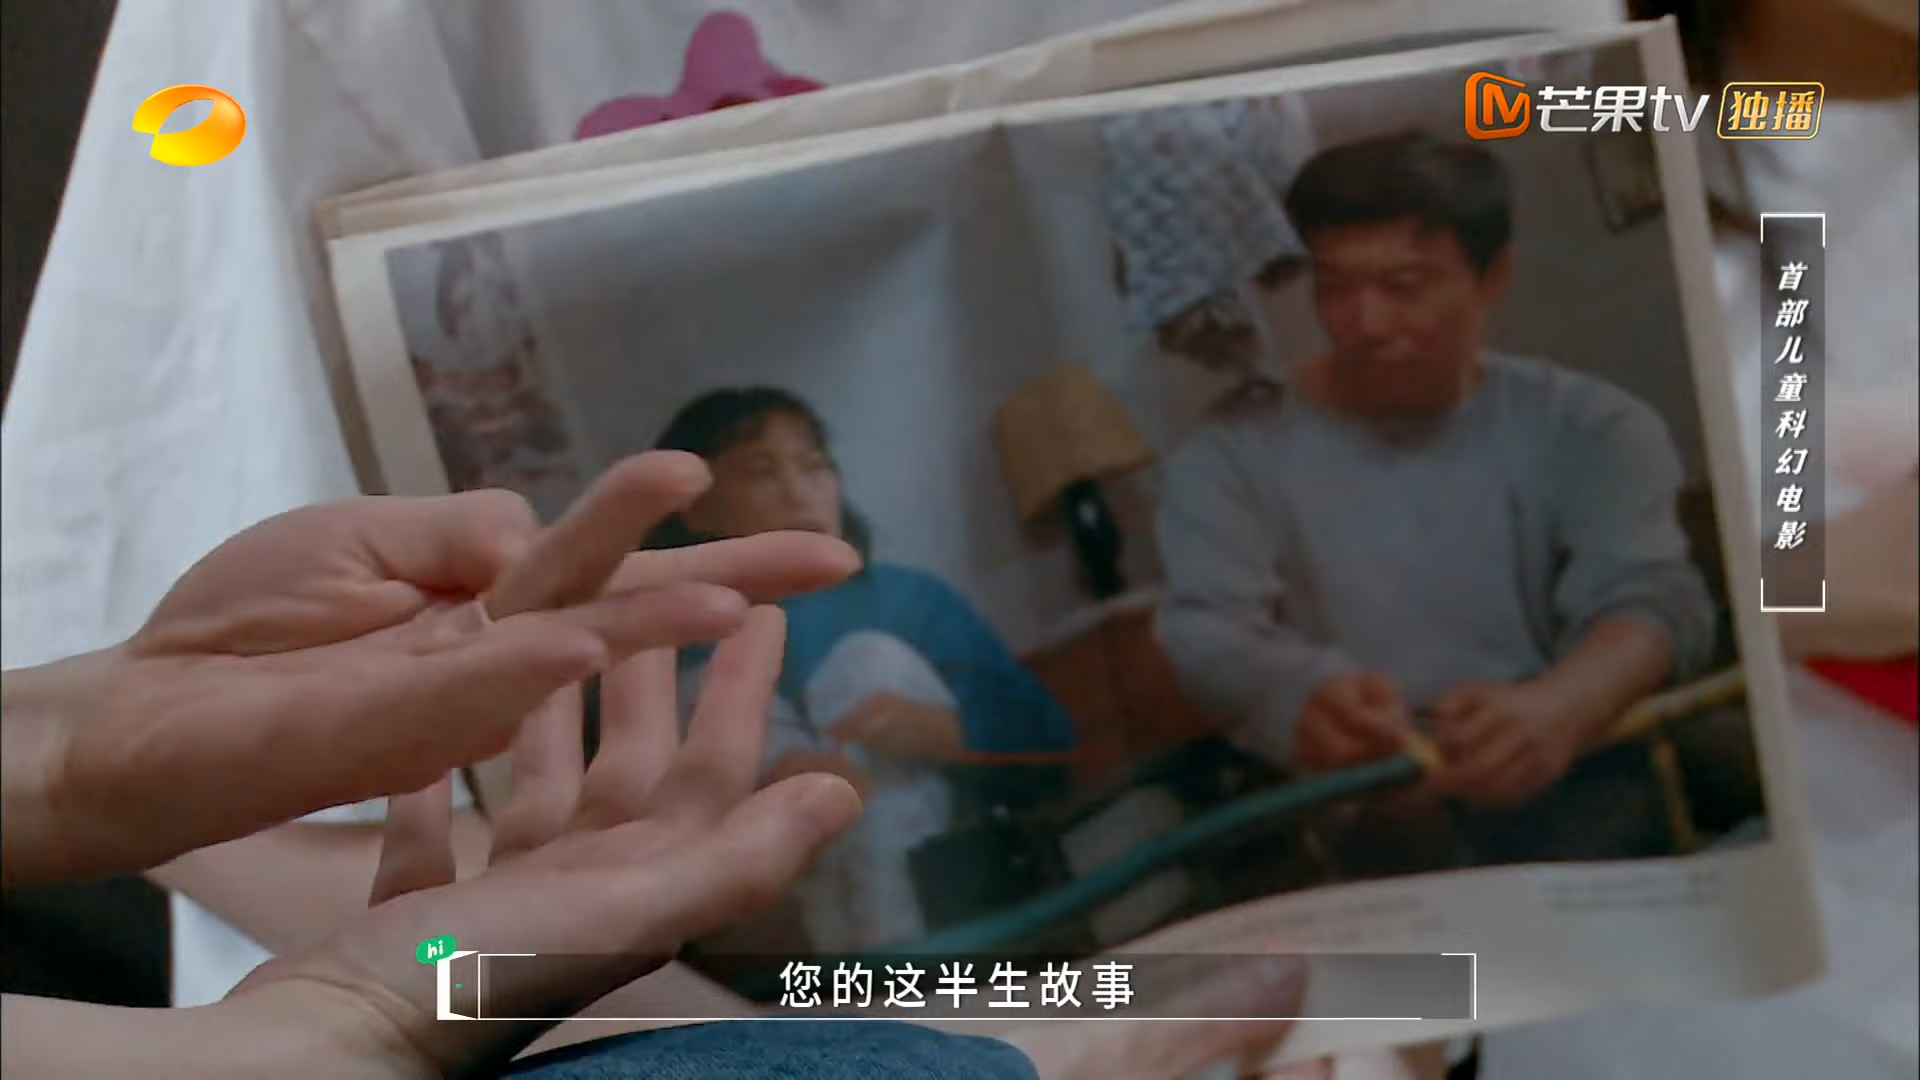 芒果tv 独播
首部儿童科幻电影
hi
您的这半生故事